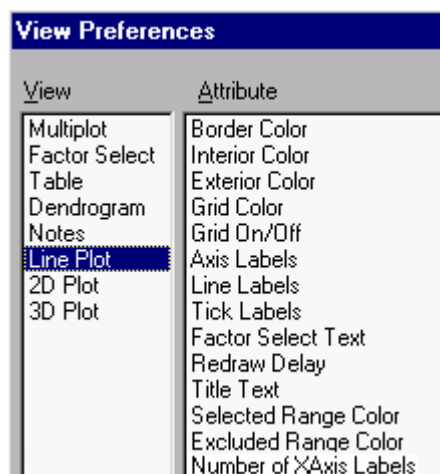 View Preferences
View
Attribute
Multiplot
Factor Select
Table
Dendrogram
Notes
Line Plot
2D Plot
3D Plot
Border Color
Interior Color
Exterior Color
Grid Color
Grid On/Off
Axis Labels
Line Labels
Tick Labels
Factor Select Text
Redraw Delay
Title Text
Selected Range Color
Excluded Range Color
Number of XAxis Labels